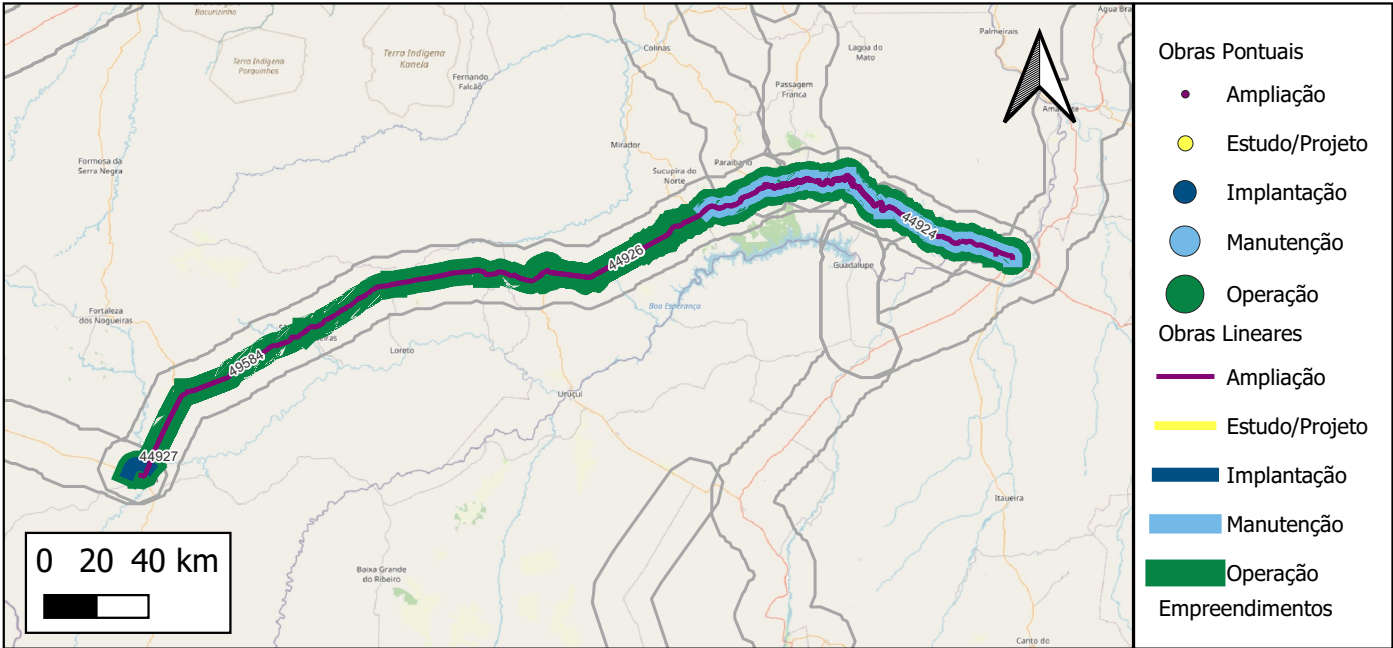 Bacurizinho
Água Bra
Palmeirais
Colinas
Lagoa do
Mato
Terra Indígena
Kanela
Terra Indígena
Porquinhos
Fernando
Falcão
Passagem
Franca
Formosa da
Serra Negra
Mirador
Sucupira do
Norte
Paraibano
44924
44926
Guadalupe
Boa Esperança
Fortaleza
dos Nogueiras
Loreto
49584
Uruçuí
44927
Itaueira
Baixa Grande
do Ribeiro
Canto do
0 20 40 km
Obras Pontuais
Ampliação
Estudo/Projeto
Implantação
Manutenção
Operação
Obras Lineares
Ampliação
Estudo/Projeto
Implantação
Manutenção
Operação
Empreendimentos